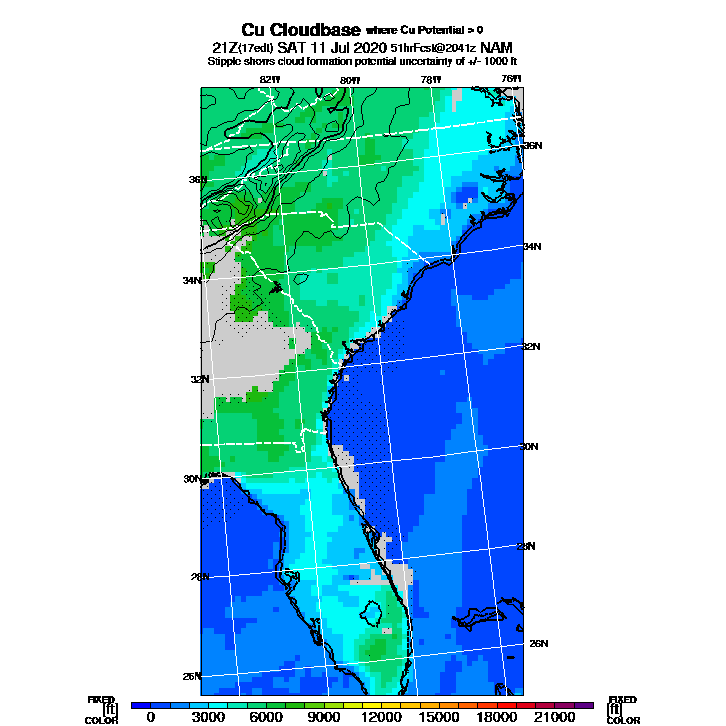 Cu Cloudbase where Cu Potential > 0
21Z(17edt) SAT 11 Jul 2020 51hrFcst@2041z NAM
Stipple shows cloud formation potential uncertainty of +/- 1000 ft
82W 80W 78W 76W
36N 36N
34N 34N
32N 32N
30N 30N
28N 28N
26N 26N
FIXED FIXED
[ft] [ft]
COLOR COLOR
0 3000 6000 9000 12000 15000 18000 21000